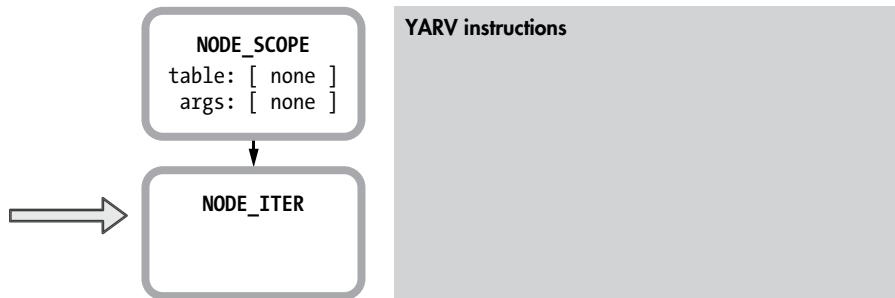 NODE_SCOPE
table: [ none ]
args: [ none ]
NODE_ITER
YARV instructions